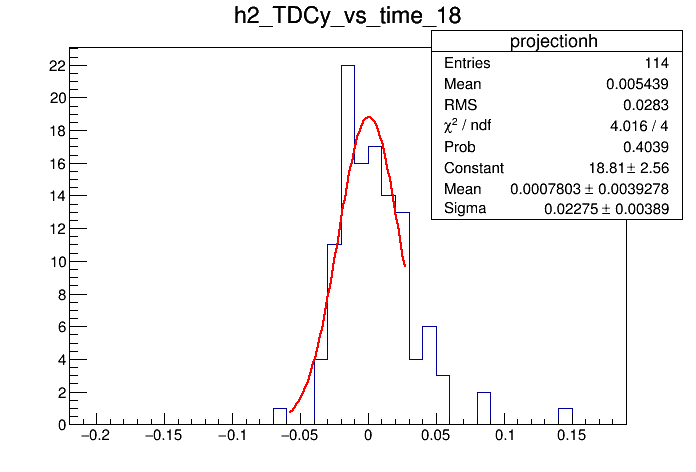 h2_TDCy_vs_time_18
projectionh
Entries 114
Mean 0.005439
RMS 0.0283
χ² / ndf 4.016 / 4
Prob 0.4039
Constant 18.81 ± 2.56
Mean 0.0007803 ± 0.0039278
Sigma 0.02275 ± 0.00389
22
20
18
16
14
12
10
8
6
4
2
0
−0.2 −0.15 −0.1 −0.05 0 0.05 0.1 0.15